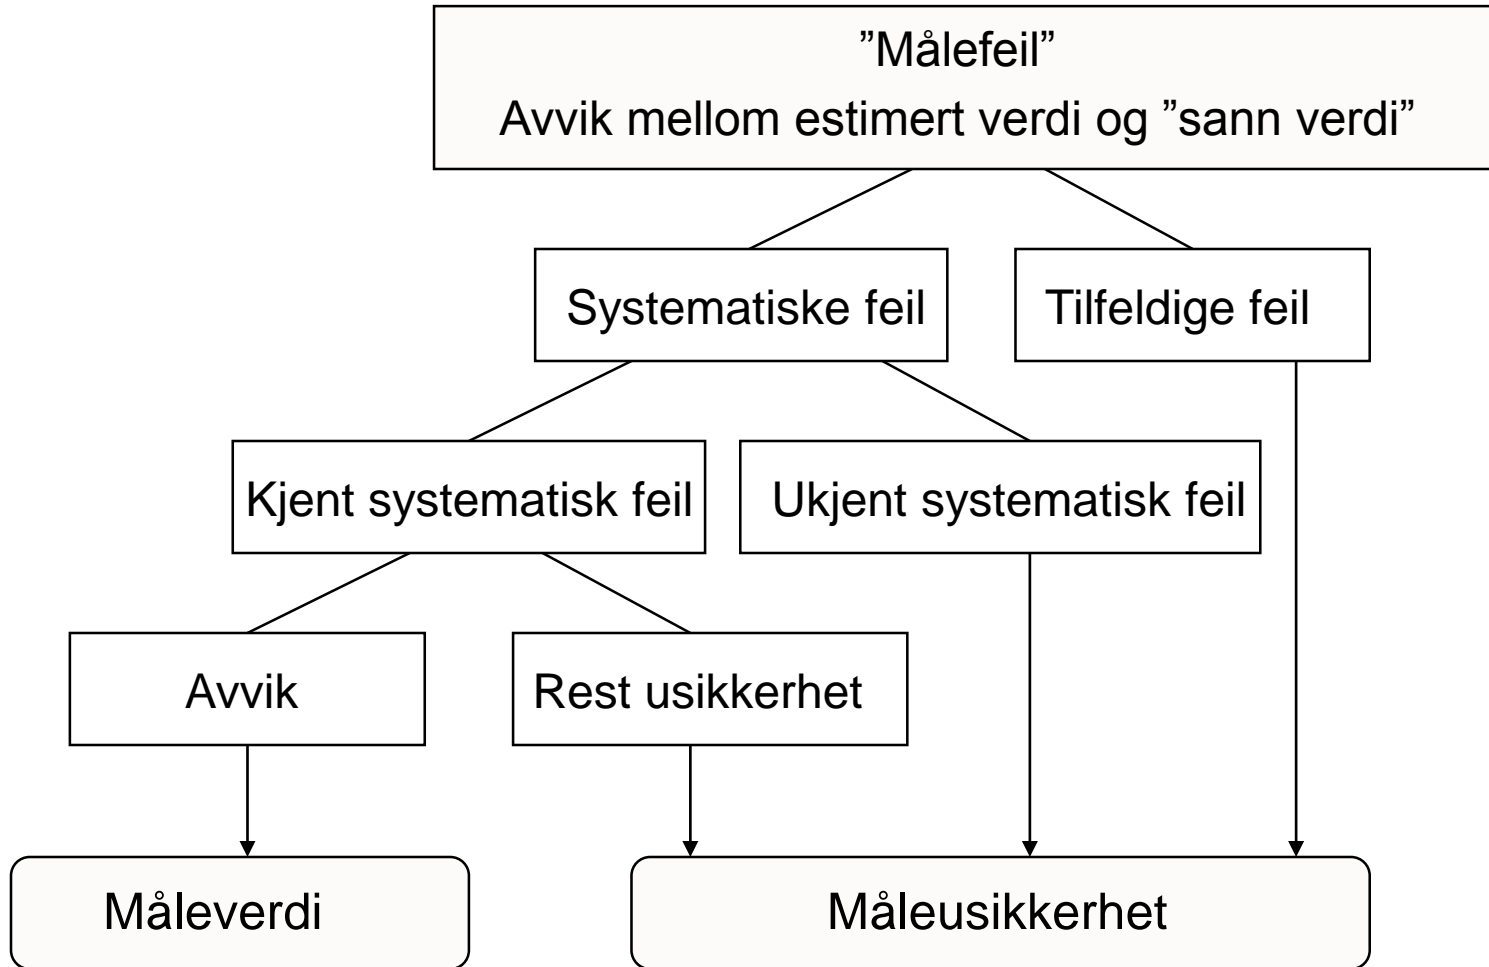 ”Målefeil”
Avvik mellom estimert verdi og ”sann verdi”
Systematiske feil
Tilfeldige feil
Kjent systematisk feil
Ukjent systematisk feil
Avvik
Rest usikkerhet
Måleverdi
Måleusikkerhet